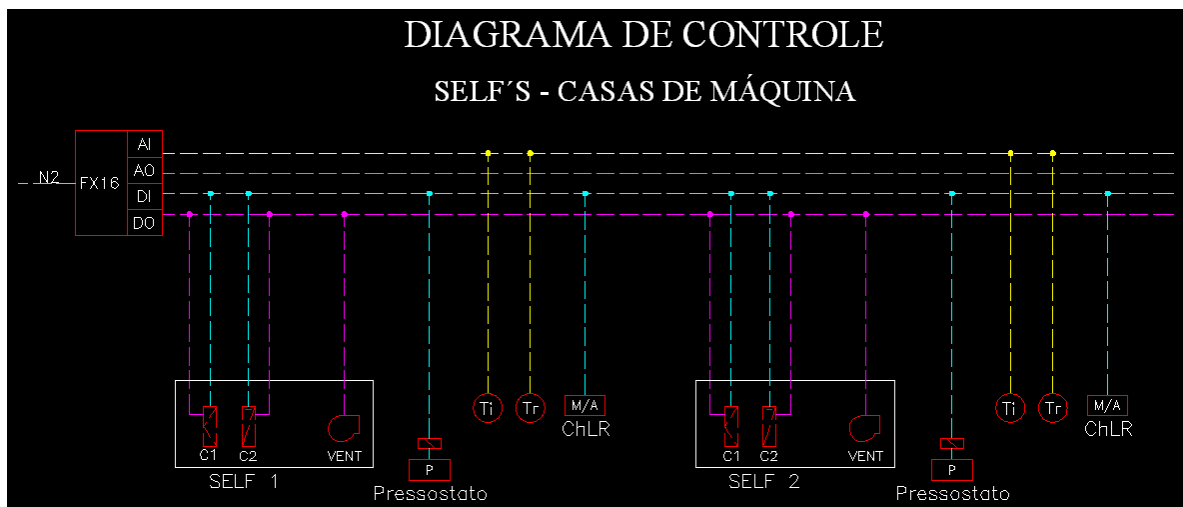 DIAGRAMA DE CONTROLE
SELF´S - CASAS DE MÁQUINA
AI
AO
N2 FX16
DI
DO
Ti Tr M/A Ti Tr M/A
ChLR ChLR
C1 C2 VENT C1 C2 VENT
P P
SELF 1 SELF 2
Pressostato Pressostato